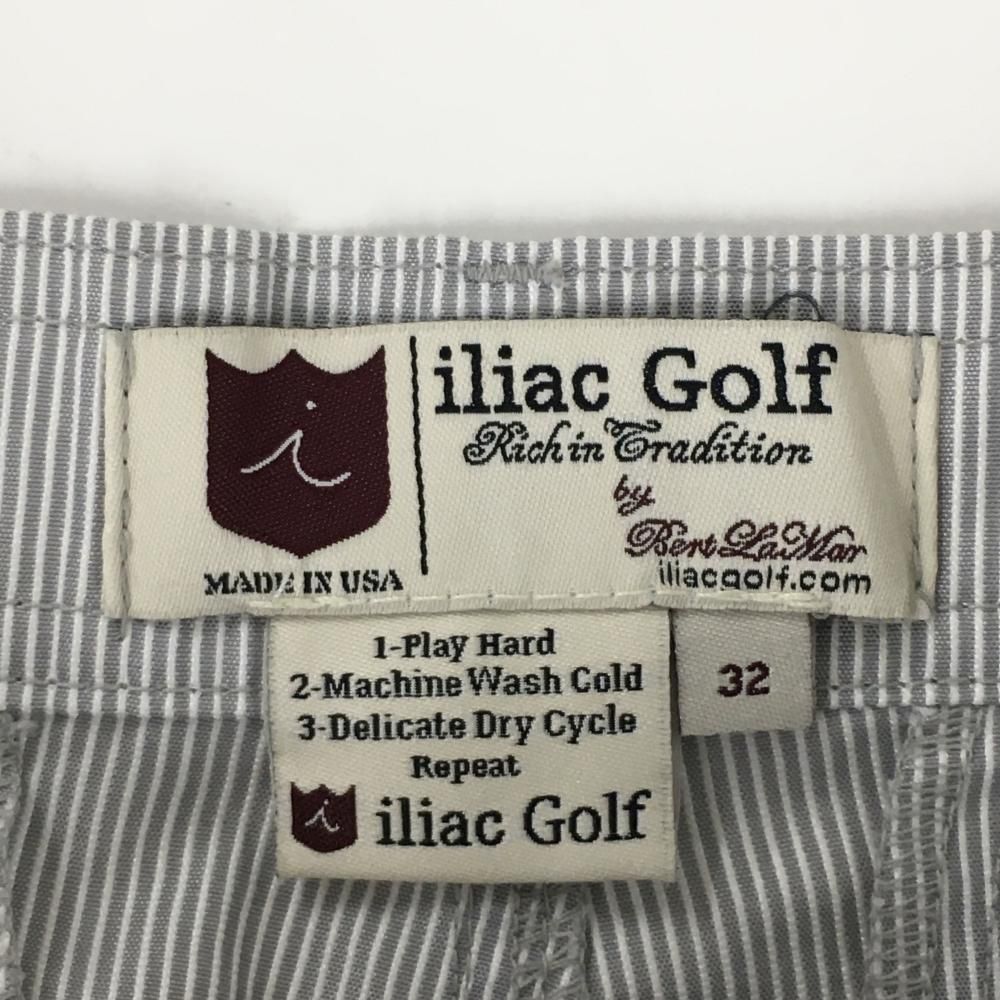 i
iliac Golf
Rich in Tradition
by
Bert LaMar
MADE IN USA
iliacgolf.com
1-Play Hard
2-Machine Wash Cold
3-Delicate Dry Cycle
Repeat
i iliac Golf
32